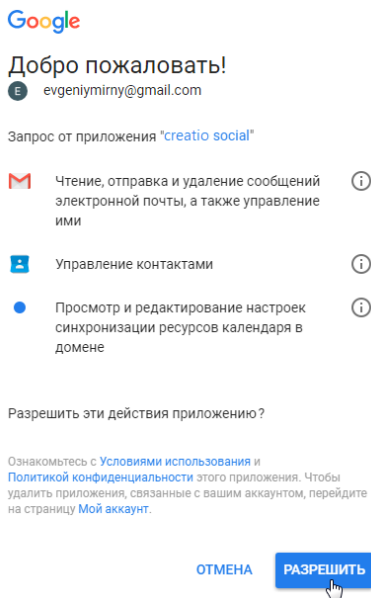 Google
Добро пожаловать!
E evgeniymirny@gmail.com
Запрос от приложения "creatio social"
Чтение, отправка и удаление сообщений
электронной почты, а также управление
ими
Управление контактами
Просмотр и редактирование настроек
синхронизации ресурсов календаря в
домене
Разрешить эти действия приложению?
Ознакомьтесь с Условиями использования и
Политикой конфиденциальности этого приложения. Чтобы
удалить приложения, связанные с вашим аккаунтом, перейдите
на страницу Мой аккаунт.
ОТМЕНА РАЗРЕШИТЬ